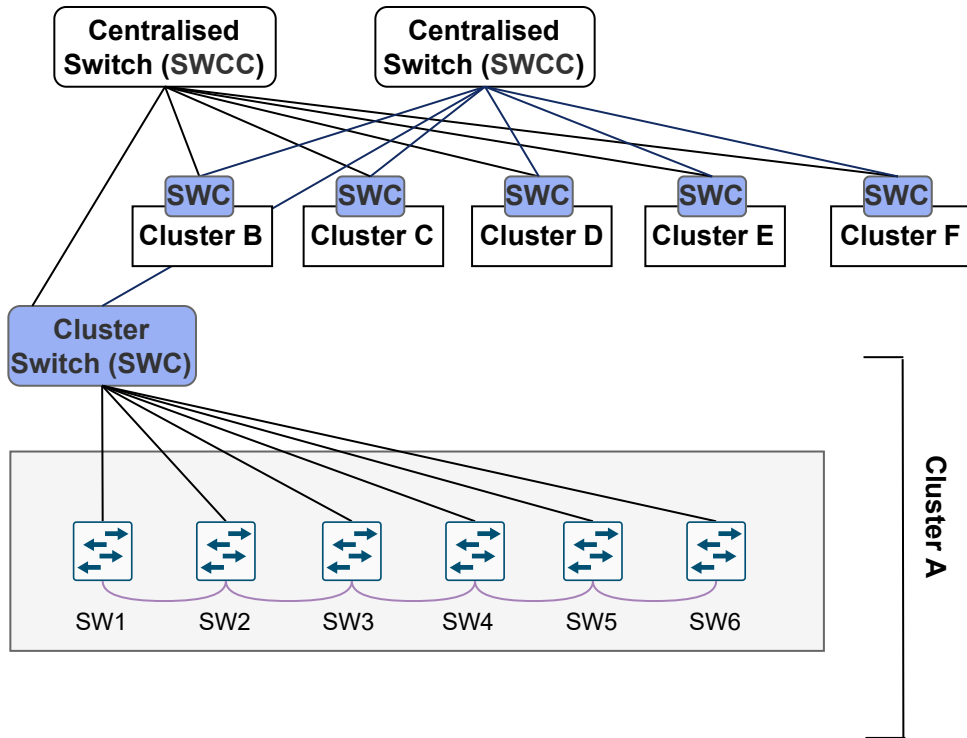 Centralised
Switch (SWCC)
Centralised
Switch (SWCC)
SWC
SWC
SWC
SWC
SWC
Cluster B
Cluster C
Cluster D
Cluster E
Cluster F
Cluster
Switch (SWC)
Cluster A
SW1
SW2
SW3
SW4
SW5
SW6